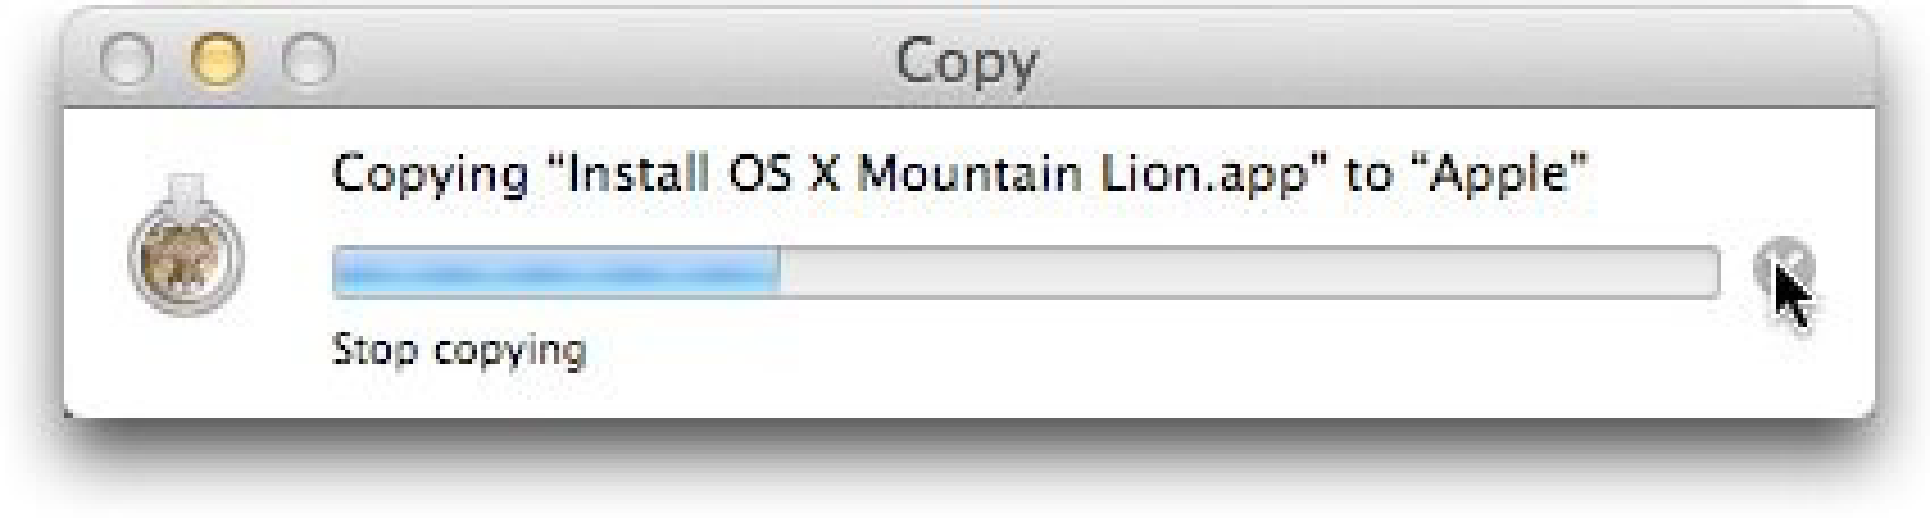 Copy
Copying “Install OS X Mountain Lion.app” to “Apple”
Stop copying